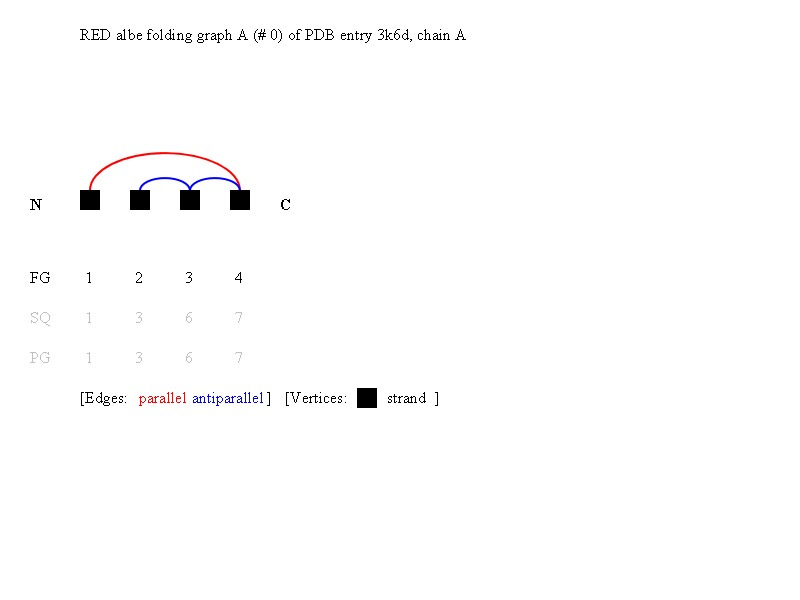 RED albe folding graph A (# 0) of PDB entry 3k6d, chain A
N C
FG 1 2 3 4
SQ 1 3 6 7
PG 1 3 6 7
[Edges: parallel antiparallel ] [Vertices: strand ]